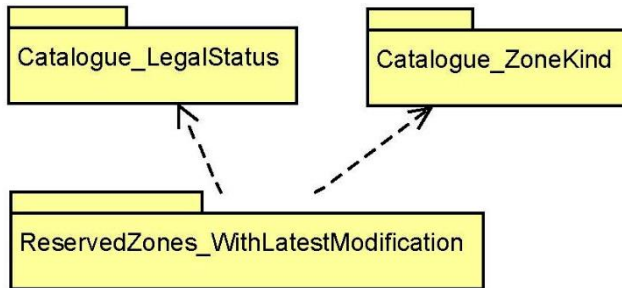 Catalogue_LegalStatus
Catalogue_ZoneKind
ReservedZones_WithLatestModification